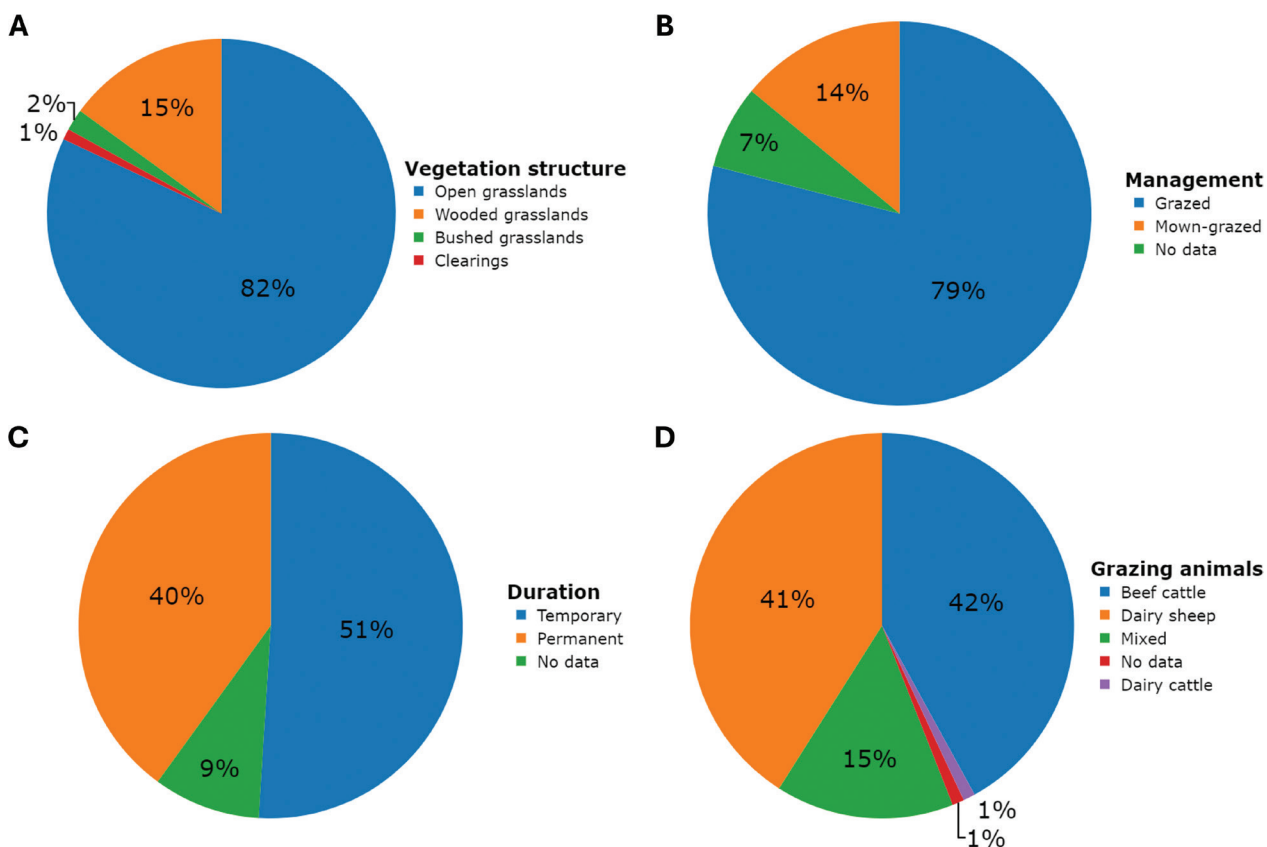 A
15%
2%
1%
82%
Vegetation structure
Open grasslands
Wooded grasslands
Bushed grasslands
Clearings
B
14%
7%
79%
Management
Grazed
Mown-grazed
No data
C
40%
51%
9%
Duration
Temporary
Permanent
No data
D
41%
42%
15%
1%
1%
Grazing animals
Beef cattle
Dairy sheep
Mixed
No data
Dairy cattle